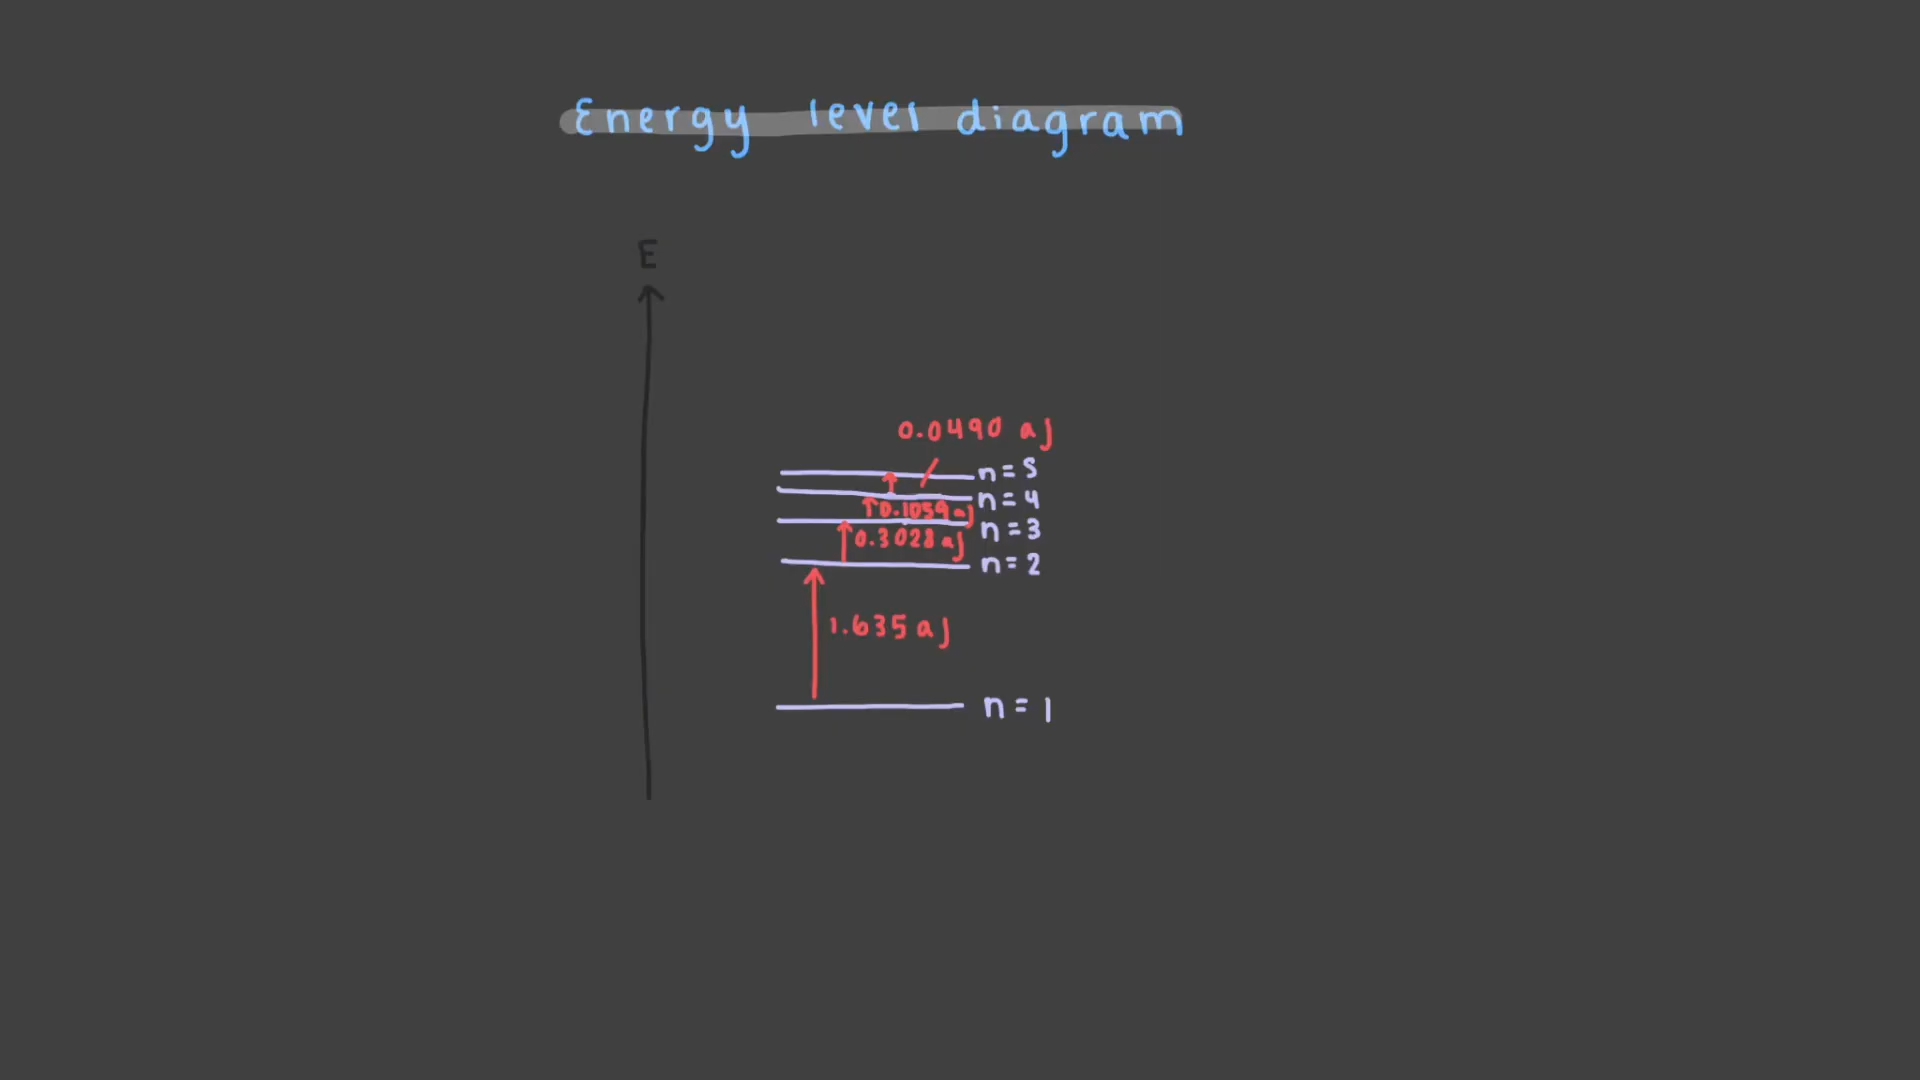 Energy level diagram
E
0.0490 aJ
n = 5
n = 4
0.1059 aJ
n = 3
0.3028 aJ
n = 2
1.635 aJ
n = 1